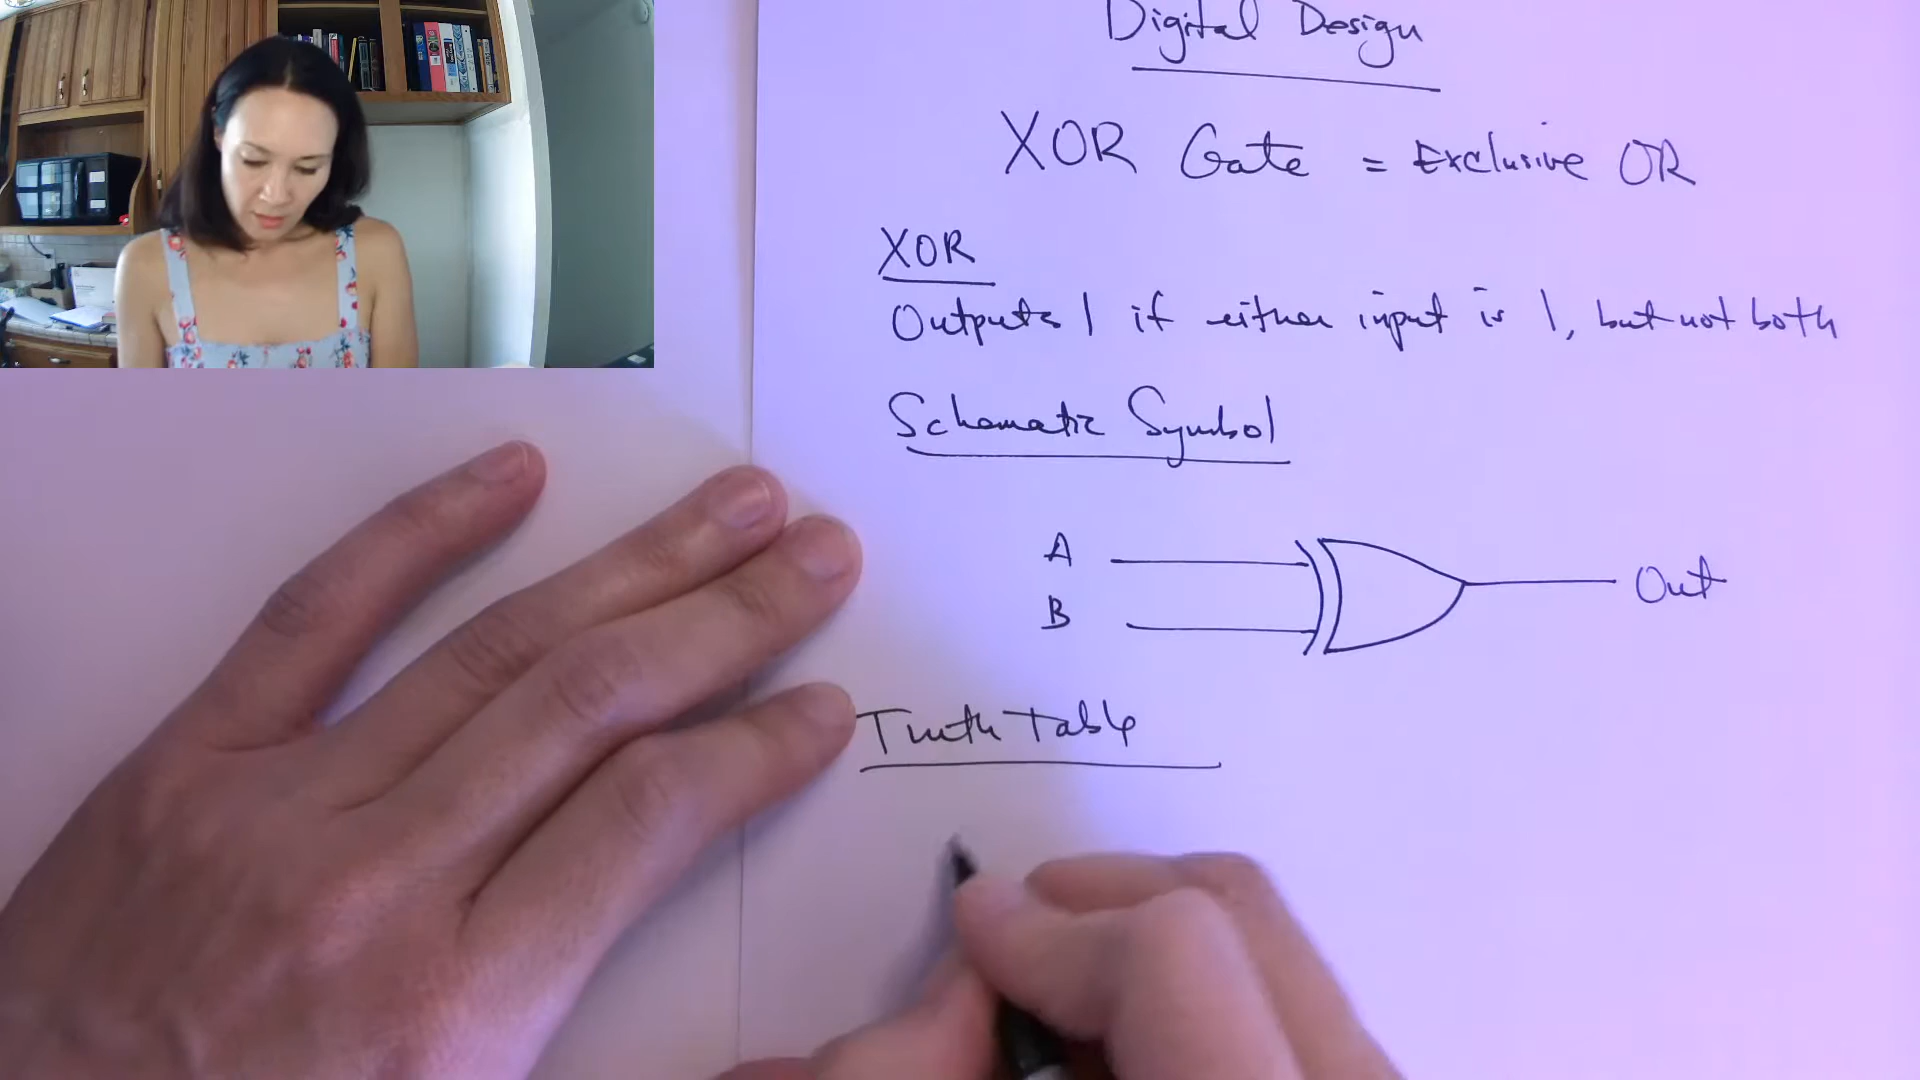 Digital Design
XOR Gate = Exclusive OR
XOR
Outputs 1 if either input is 1, but not both
Schematic Symbol
A
B
Out
Truth Table